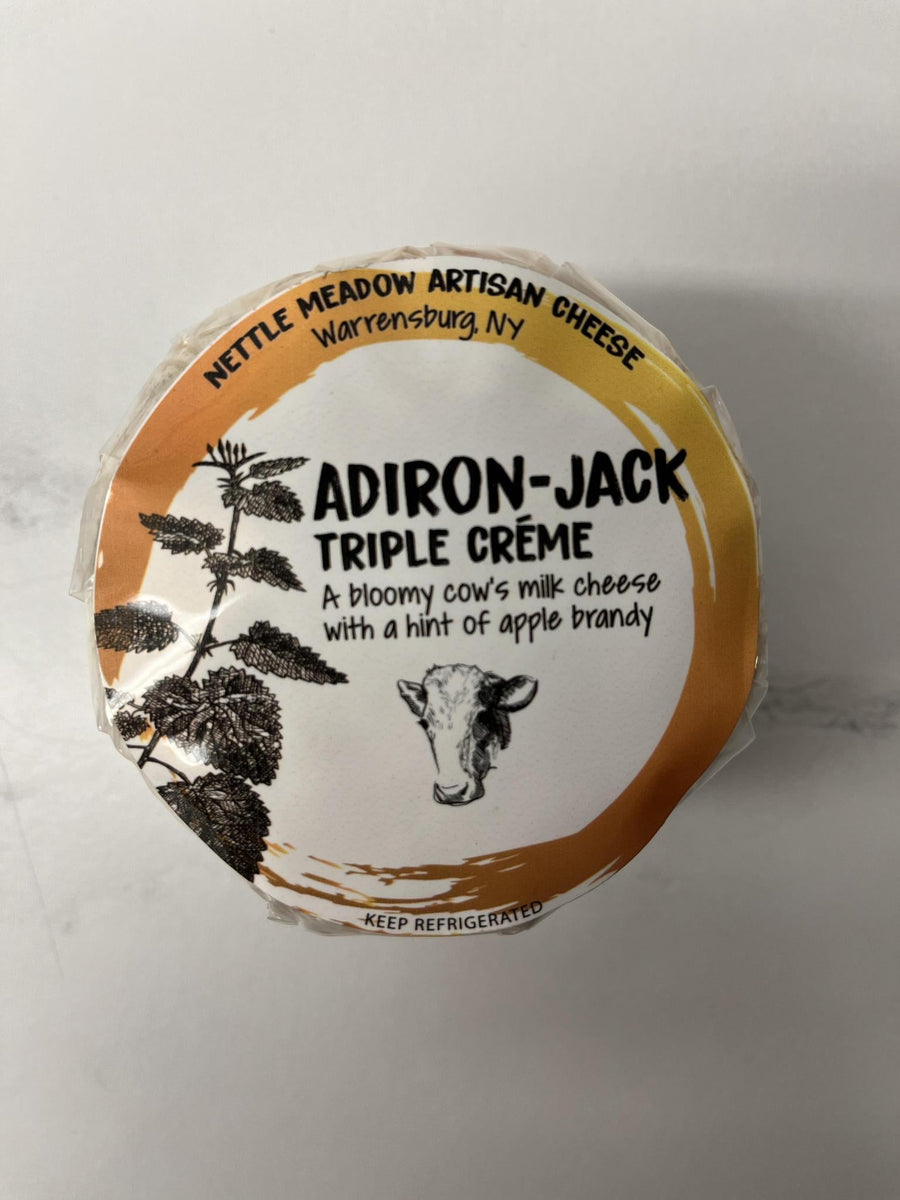 NETTLE MEADOW ARTISAN CHEESE
Warrensburg, NY
ADIRON-JACK
TRIPLE CRÉME
A bloomy cow's milk cheese
with a hint of apple brandy
KEEP REFRIGERATED